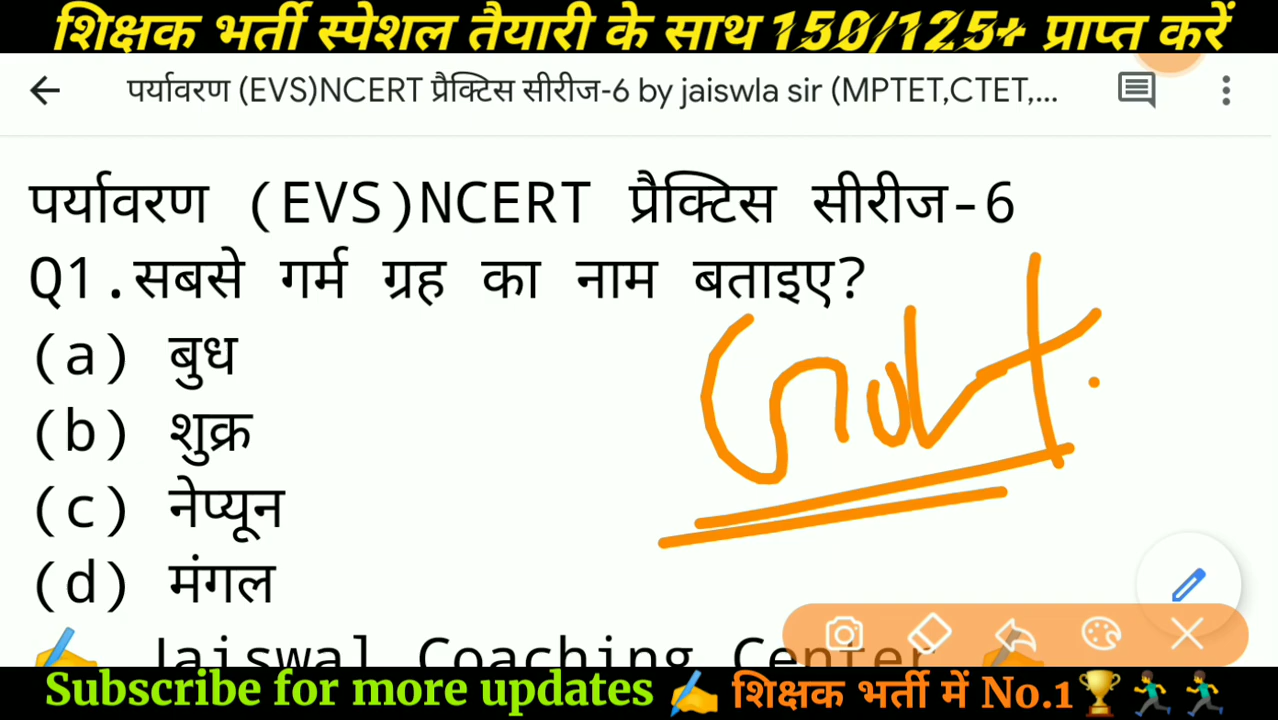 शिक्षक भर्ती स्पेशल तैयारी के साथ 150/125+ प्राप्त करें
पर्यावरण (EVS)NCERT प्रैक्टिस सीरीज-6 by jaiswla sir (MPTET,CTET,...
पर्यावरण (EVS)NCERT प्रैक्टिस सीरीज-6
Q1.सबसे गर्म ग्रह का नाम बताइए?
(a) बुध
(b) शुक्र
(c) नेप्यून
(d) मंगल
✍ Jaiswal Coaching Center ✍
Subscribe for more updates ✍ शिक्षक भर्ती में No.1🏆🏃‍♂️🏃‍♂️